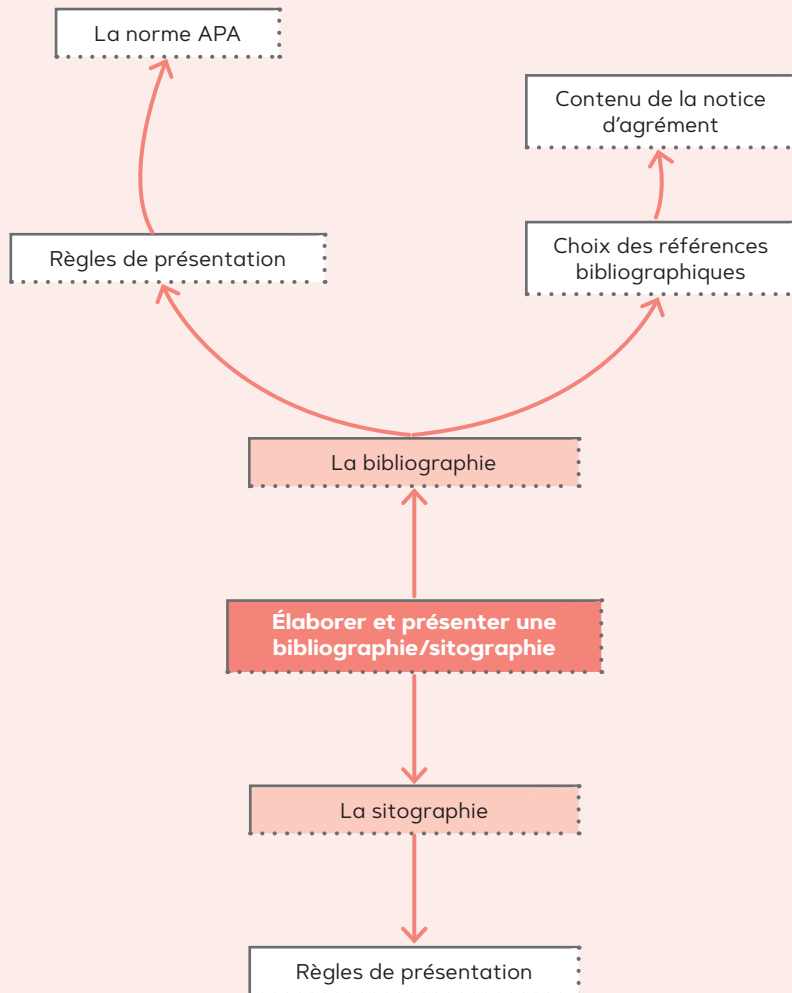 La norme APA
Contenu de la notice
d’agrément
Règles de présentation
Choix des références
bibliographiques
La bibliographie
Élaborer et présenter une
bibliographie/sitographie
La sitographie
Règles de présentation